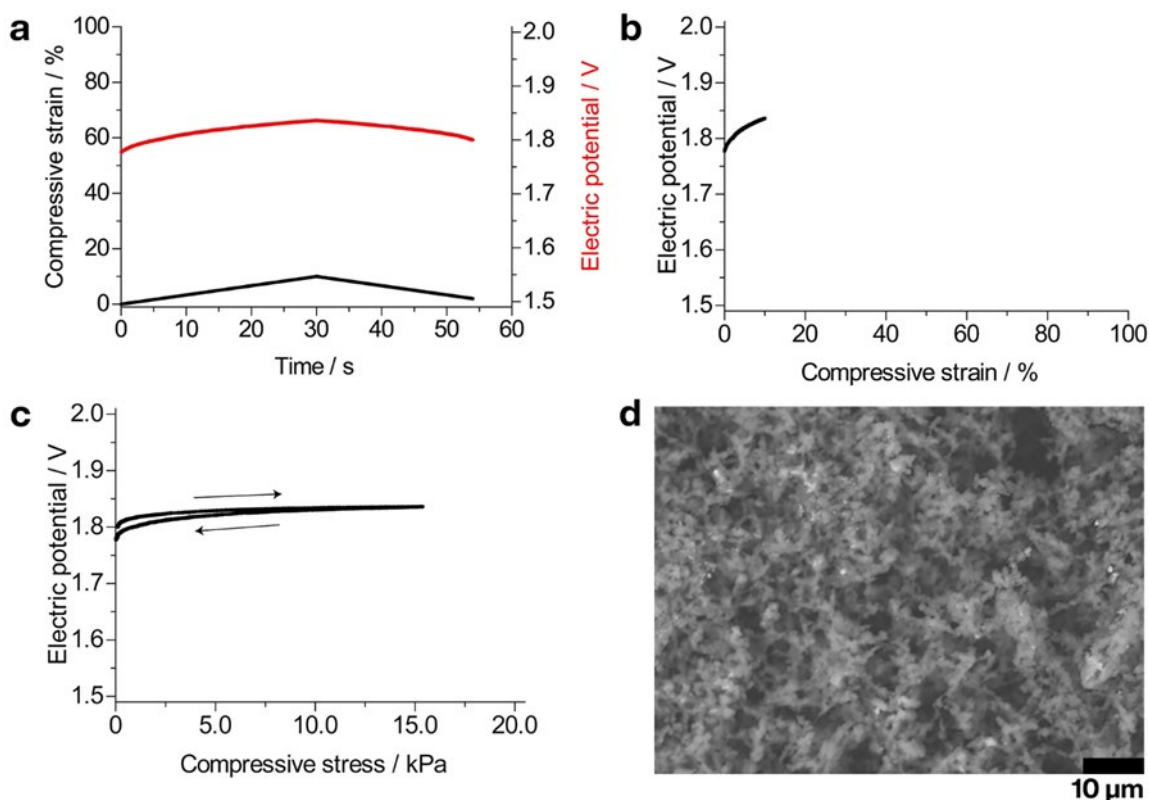 a
100
80
60
40
20
0
Compressive strain / %
2.0
1.9
1.8
1.7
1.6
1.5
Electric potential / V
0 10 20 30 40 50 60
Time / s
b
2.0
1.9
1.8
1.7
1.6
1.5
Electric potential / V
0 20 40 60 80 100
Compressive strain / %
c
2.0
1.9
1.8
1.7
1.6
1.5
Electric potential / V
0 5.0 10.0 15.0 20.0
Compressive stress / kPa
d
10 μm